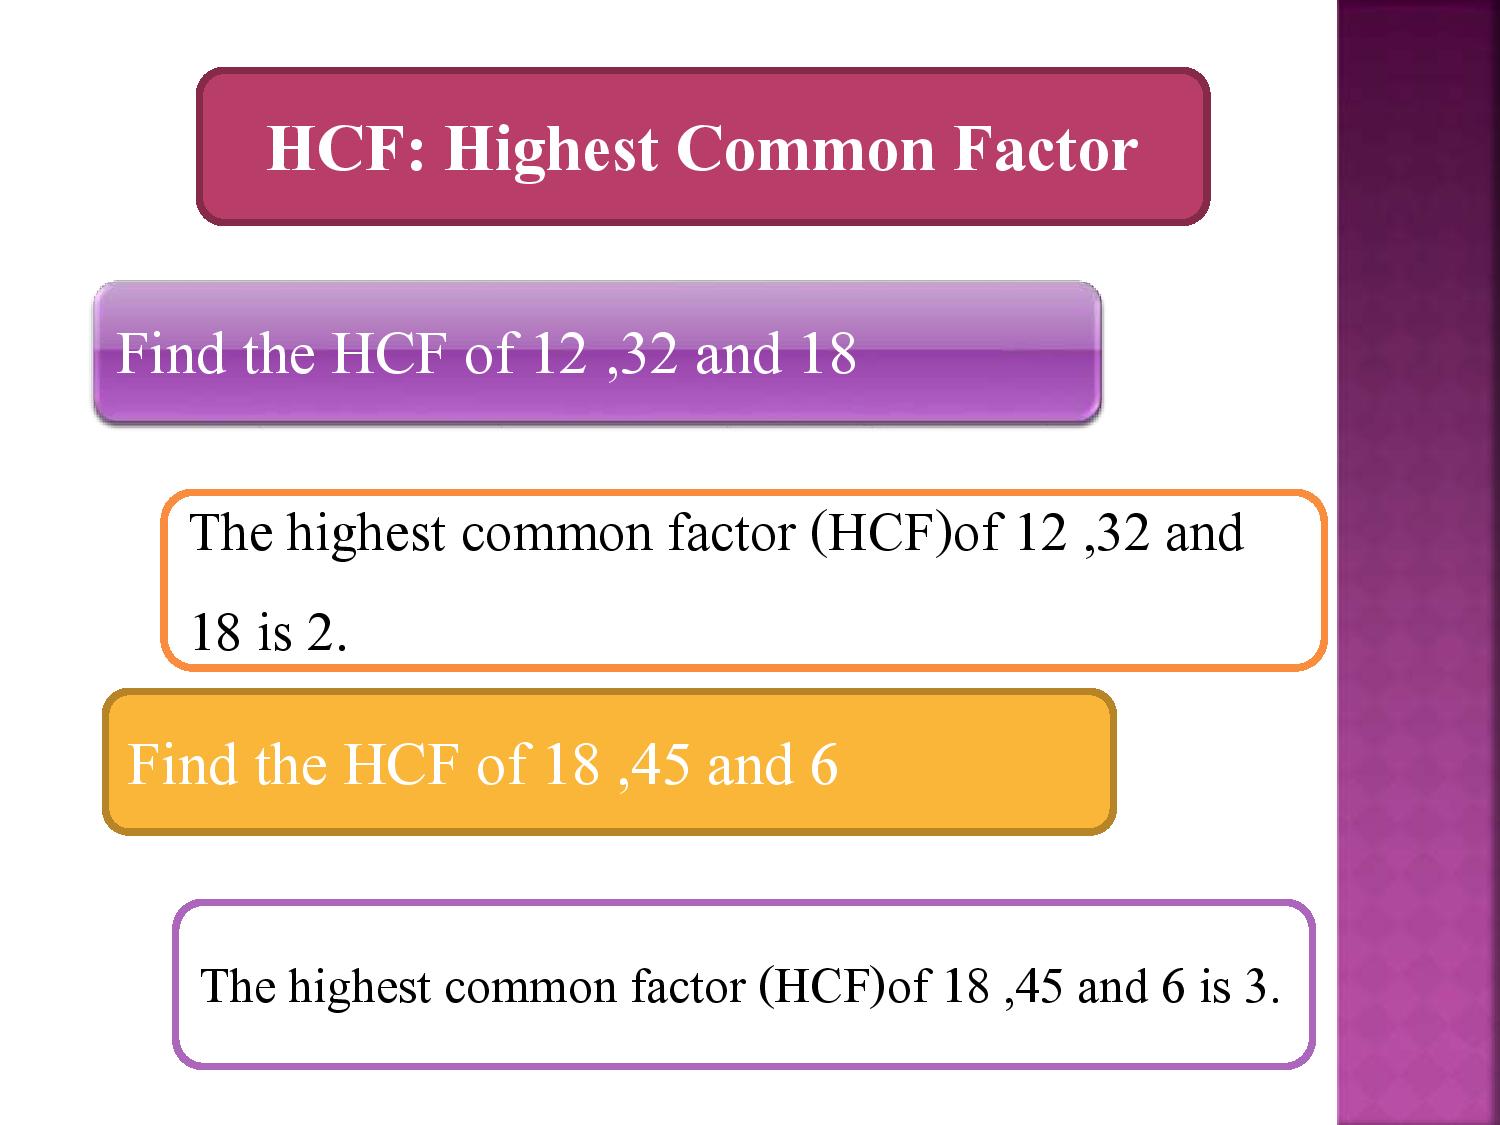 HCF: Highest Common Factor
Find the HCF of 12 ,32 and 18
The highest common factor (HCF)of 12 ,32 and
18 is 2.
Find the HCF of 18 ,45 and 6
The highest common factor (HCF)of 18 ,45 and 6 is 3.